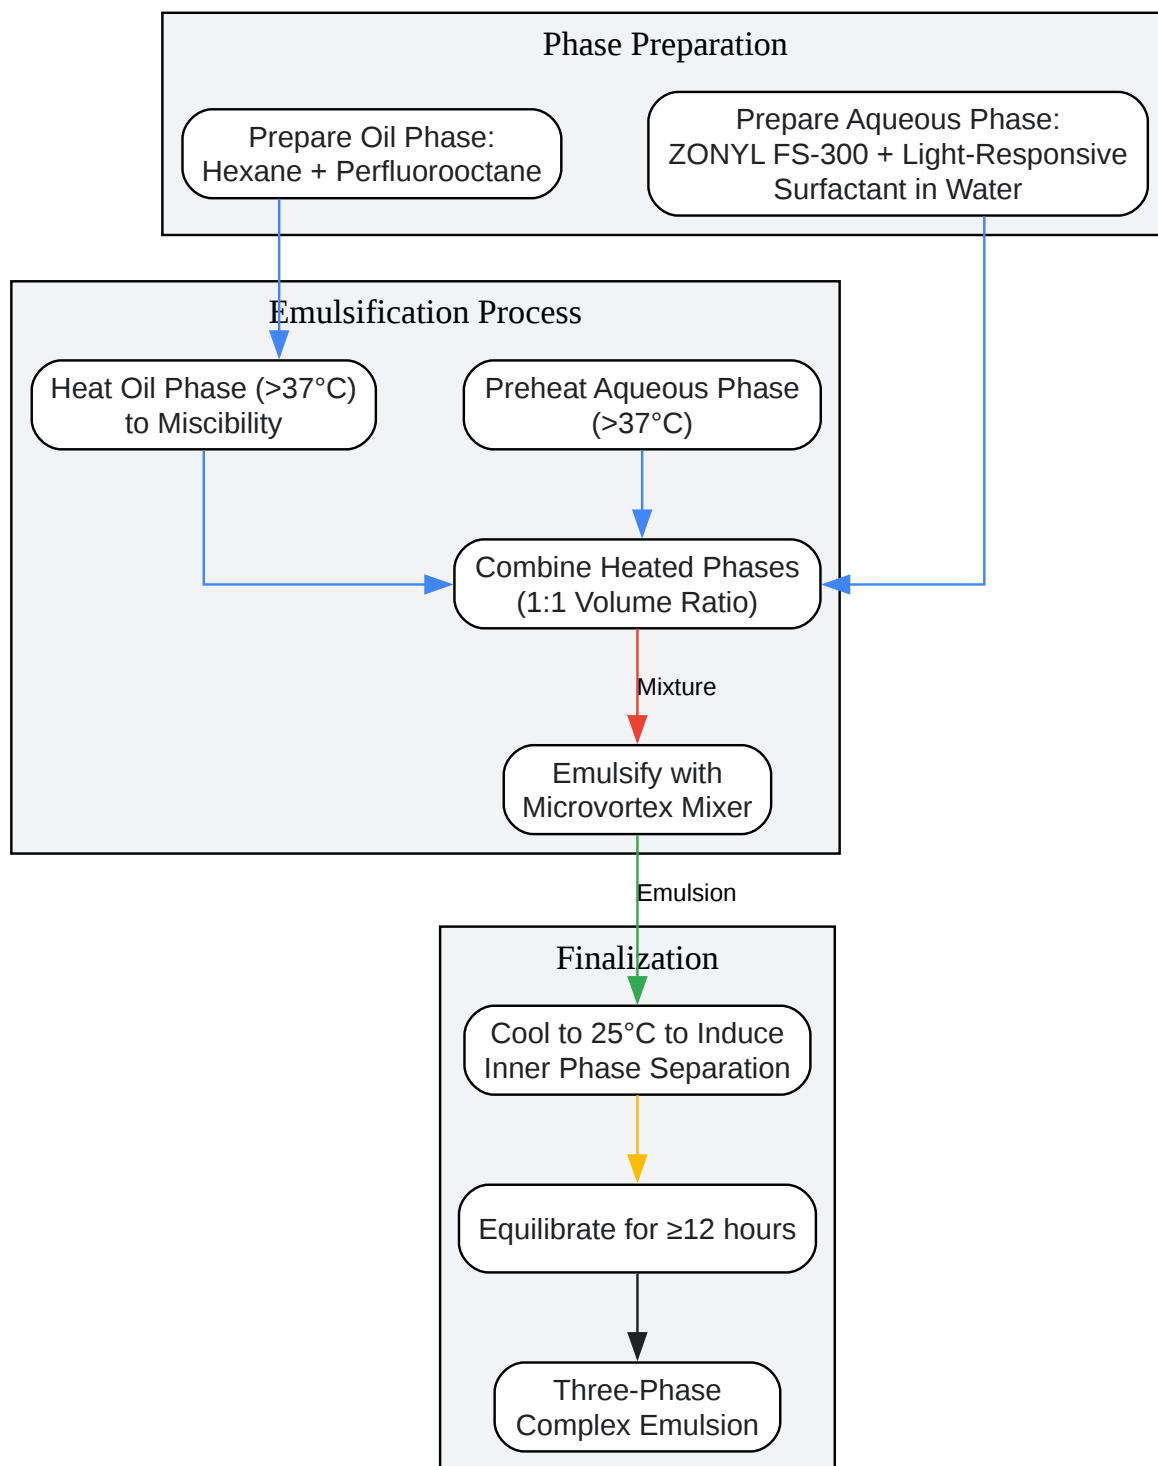 Phase Preparation
Prepare Oil Phase:
Hexane + Perfluorooctane
Prepare Aqueous Phase:
ZONYL FS-300 + Light-Responsive
Surfactant in Water
Emulsification Process
Heat Oil Phase (>37°C)
to Miscibility
Preheat Aqueous Phase
(>37°C)
Combine Heated Phases
(1:1 Volume Ratio)
Mixture
Emulsify with
Microvortex Mixer
Emulsion
Finalization
Cool to 25°C to Induce
Inner Phase Separation
Equilibrate for ≥12 hours
Three-Phase
Complex Emulsion